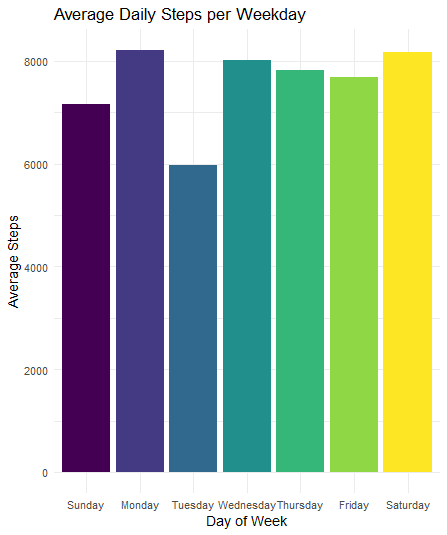 Average Daily Steps per Weekday
8000
6000
4000
2000
0
Average Steps
Sunday Monday Tuesday Wednesday Thursday Friday Saturday
Day of Week